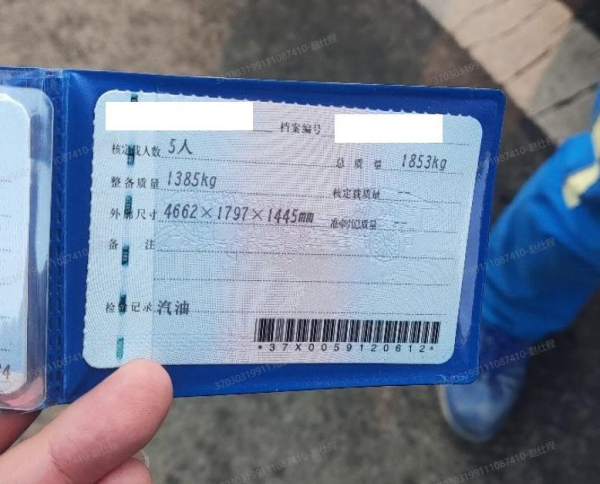 档案编号
核定载人数 5人
总质量 1853kg
整备质量 1385kg
核定载质量 --
外廓尺寸 4662×1797×1445mm
准牵引总质量 --
备 注
检验记录 汽油
*37X0059120612*
24